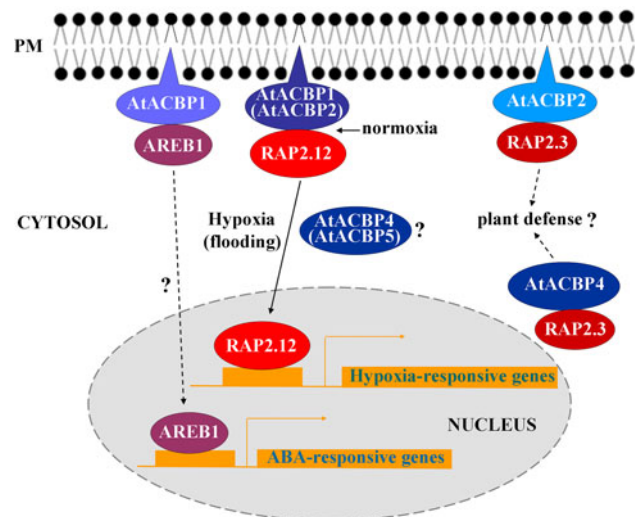 PM
AtACBP1
AREB1
AtACBP1
(AtACBP2)
RAP2.12
normoxia
AtACBP2
RAP2.3
CYTOSOL
Hypoxia
(flooding)
AtACBP4
(AtACBP5)
?
plant defense ?
?
AtACBP4
RAP2.3
RAP2.12
Hypoxia-responsive genes
NUCLEUS
AREB1
ABA-responsive genes